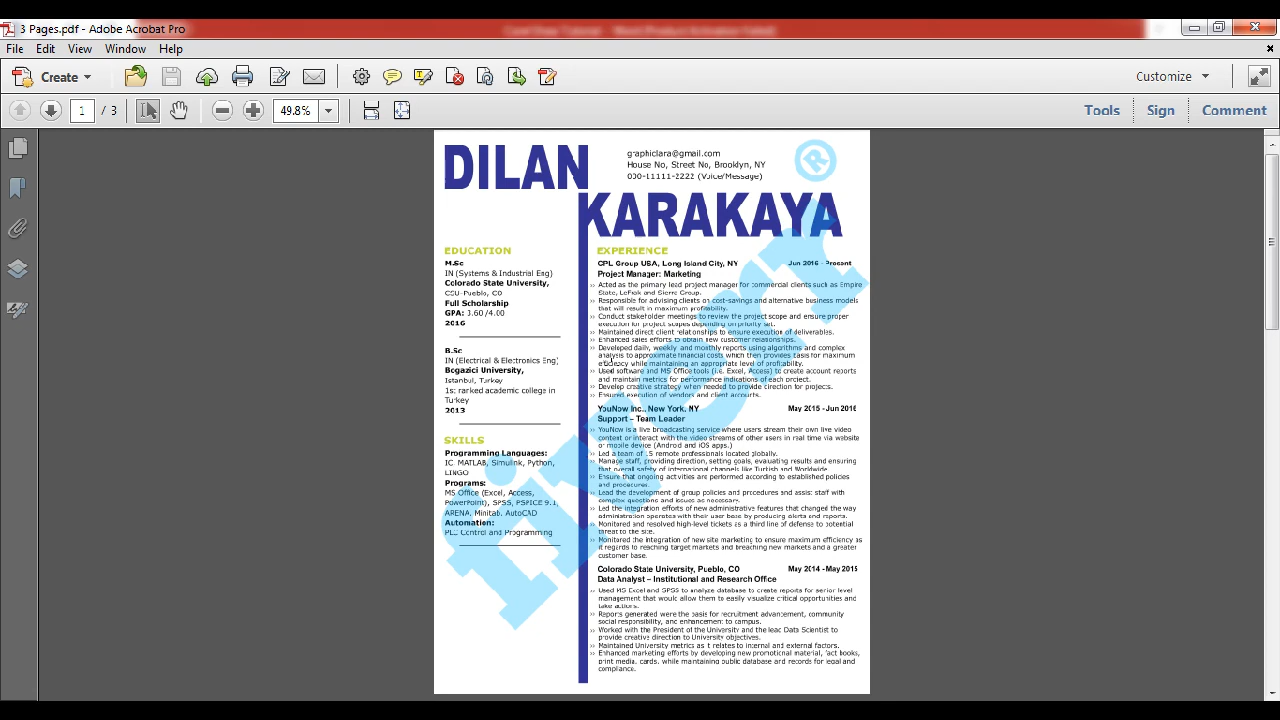 3 Pages.pdf - Adobe Acrobat Pro
File Edit View Window Help
Create
Customize
1 / 3
49.8%
Tools Sign Comment
DILAN
KARAKAYA
graphiclara@gmail.com
House No, Street No, Brooklyn, NY
000-11111-2222 (Voice/Message)
EDUCATION
M.Sc
IN (Systems & Industrial Eng)
Colorado State University,
CSU-Pueblo, CO
Full Scholarship
GPA: 3.60/4.00
2016
B.Sc
IN (Electrical & Electronics Eng)
Bogazici University,
Istanbul, Turkey
1st ranked academic college in
Turkey
2013
SKILLS
Programming Languages:
C, MATLAB, Simulink, Python,
LINGO
Programs:
MS Office (Excel, Access,
PowerPoint), SPSS, PSPICE 9.1,
ARENA, Minitab, AutoCAD
Automation:
PLC Control and Programming
EXPERIENCE
CPL Group USA, Long Island City, NY Jun 2016 - Present
Project Manager: Marketing
›› Acted as the primary lead project manager for commercial clients such as Empire
State, LeFrak and Sierra Group.
›› Responsible for advising clients on cost-savings and alternative business models
that will result in maximum profitability.
›› Conduct stakeholder meetings to review the project scope and ensure proper
execution for project scopes depending on priority set.
›› Maintained direct client relationships to ensure execution of deliverables.
›› Enhanced sales efforts to obtain new customer relationships.
›› Developed daily, weekly and monthly reports using algorithms and complex
analysis to approximate financial costs which then provides basis for maximum
efficiency while maintaining an appropriate level of profitability.
›› Used software and MS Office tools (i.e. Excel, Access) to create account reports
and maintain metrics for performance indications of each project.
›› Develop creative strategy when needed to provide direction for projects.
›› Ensured execution of vendors and client accounts.
YouNow Inc., New York, NY May 2015 - Jun 2016
Support – Team Leader
›› YouNow is a live broadcasting service where users stream their own live video
content or interact with the video streams of other users in real time via website
or mobile device (Android and iOS apps.)
›› Led a team of 15 remote professionals located globally.
›› Manage staff, providing direction, setting goals, evaluating results and ensuring
that overall safety of international channels like Turkish and Worldwide.
›› Ensure that ongoing activities are performed according to established policies
and procedures.
›› Lead the development of group policies and procedures and assist staff with
complex questions and issues as necessary.
›› Led the integration efforts of new administrative features that changed the way
administration operates with their user base by producing alerts and reports.
›› Monitored and resolved high-level tickets as a third line of defense to potential
threat to the site.
›› Monitored the integration of new site marketing to ensure maximum efficiency as
it regards to reaching target markets and breaching new markets and a greater
customer base.
Colorado State University, Pueblo, CO May 2014 - May 2015
Data Analyst – Institutional and Research Office
›› Used MS Excel and SPSS to analyze database to create reports for senior level
management that would allow them to easily visualize critical opportunities and
take actions.
›› Reports generated were the basis for recruitment advancement, community
social responsibility, and enhancement to campus.
›› Worked with the President of the University and the lead Data Scientist to
provide creative direction to University objectives.
›› Maintained University metrics as it relates to internal and external factors.
›› Enhanced marketing efforts by developing new promotional material, fact books,
print media, cards, while maintaining public database and records for legal and
compliance.
fiverr®